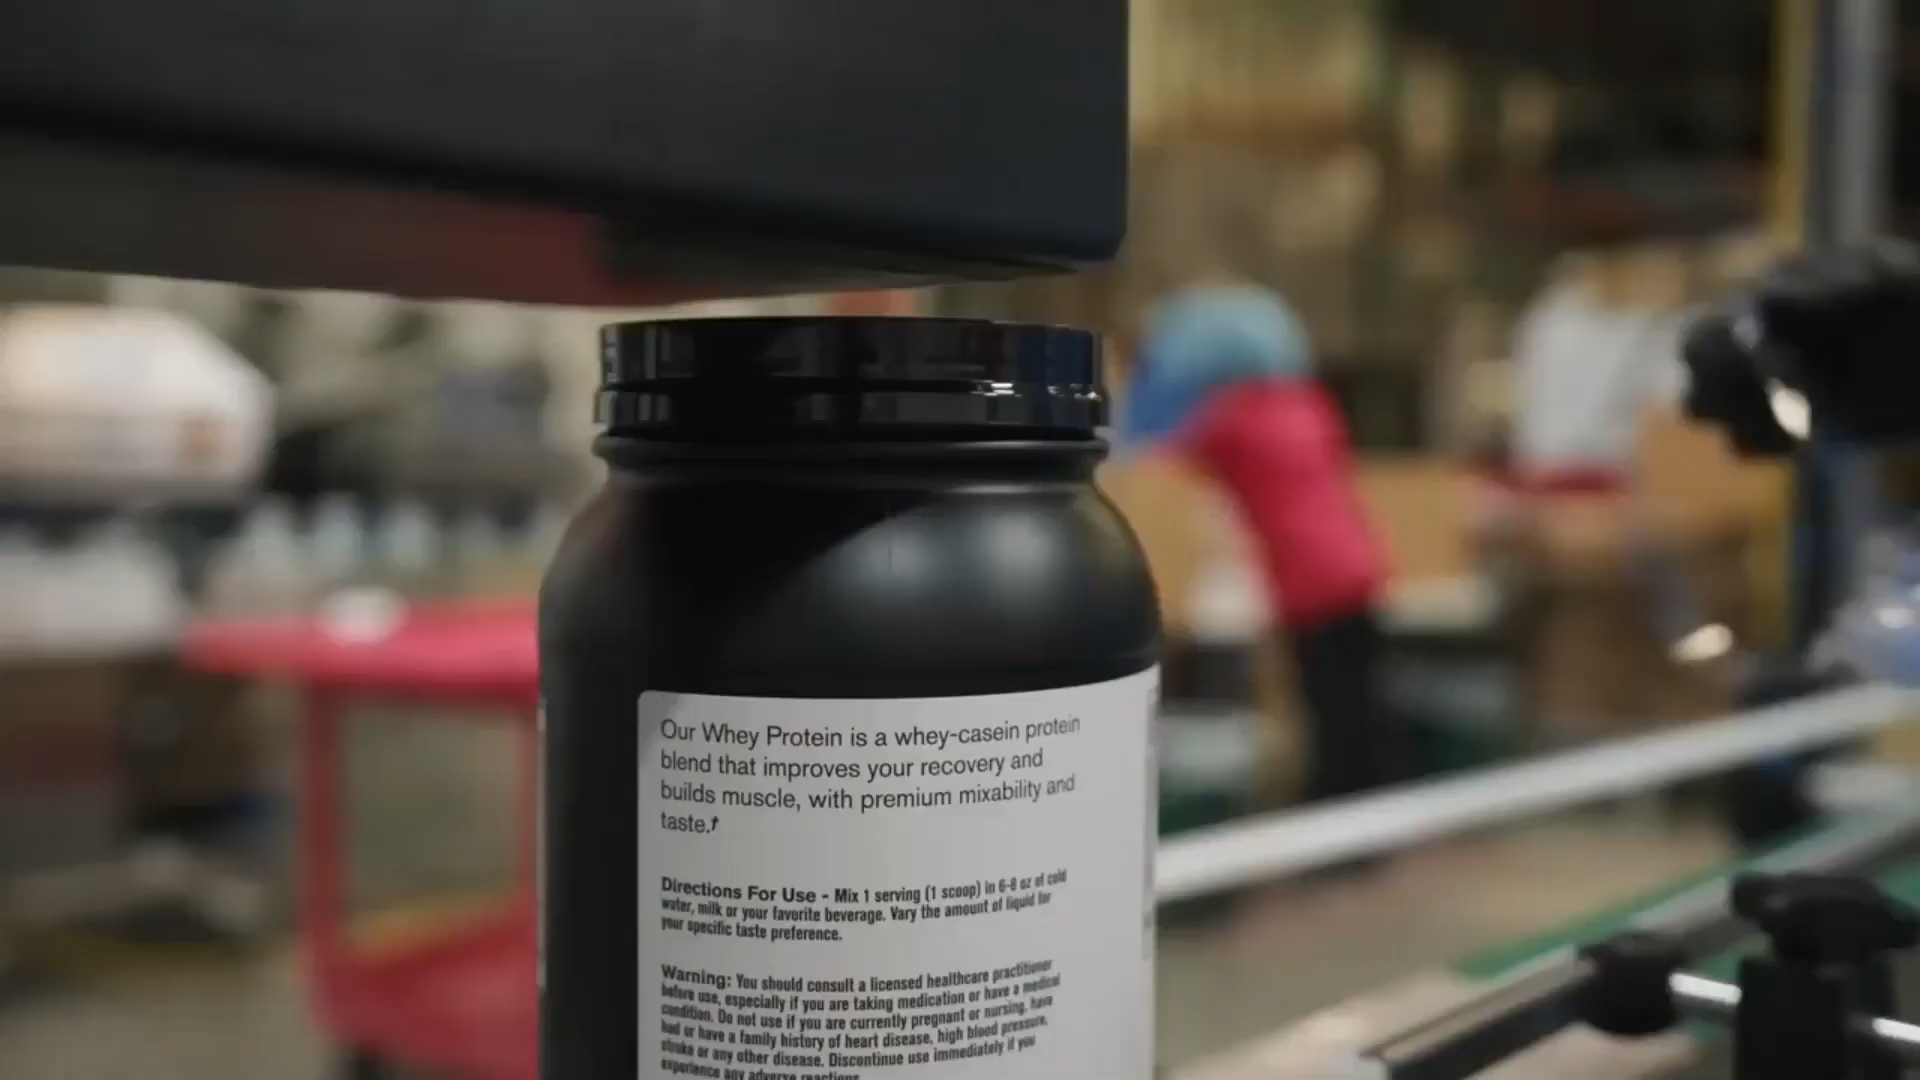 Our Whey Protein is a whey-casein protein
blend that improves your recovery and
builds muscle, with premium mixability and
taste.†
Directions For Use - Mix 1 serving (1 scoop) in 6-8 oz of cold
water, milk or your favorite beverage. Vary the amount of liquid for
your specific taste preference.
Warning: You should consult a licensed healthcare practitioner
before use, especially if you are taking medication or have a medical
condition. Do not use if you are currently pregnant or nursing, have
had or have a family history of heart disease, high blood pressure,
stroke or any other disease. Discontinue use immediately if you
experience any adverse reactions.